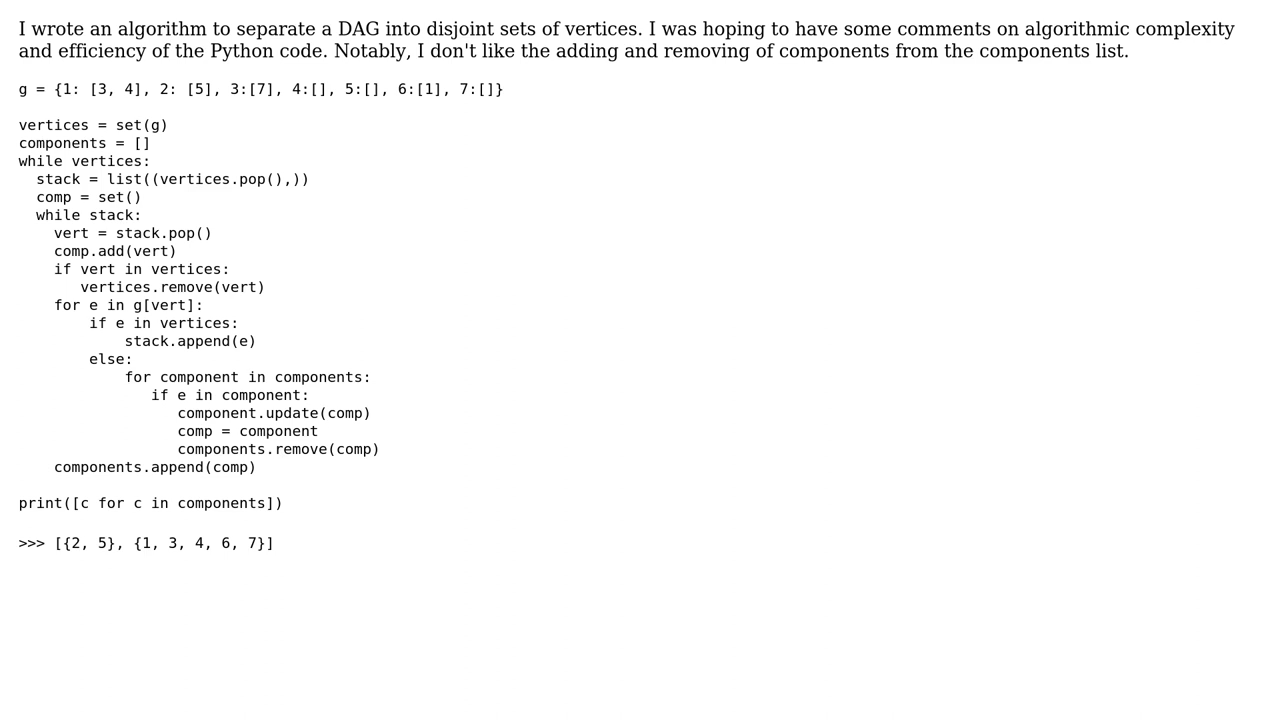 I wrote an algorithm to separate a DAG into disjoint sets of vertices. I was hoping to have some comments on algorithmic complexity
and efficiency of the Python code. Notably, I don't like the adding and removing of components from the components list.
g = {1: [3, 4], 2: [5], 3:[7], 4:[], 5:[], 6:[1], 7:[]}
vertices = set(g)
components = []
while vertices:
  stack = list((vertices.pop(),))
  comp = set()
  while stack:
    vert = stack.pop()
    comp.add(vert)
    if vert in vertices:
       vertices.remove(vert)
    for e in g[vert]:
        if e in vertices:
            stack.append(e)
        else:
            for component in components:
               if e in component:
                  component.update(comp)
                  comp = component
                  components.remove(comp)
    components.append(comp)
print([c for c in components])
>>> [{2, 5}, {1, 3, 4, 6, 7}]